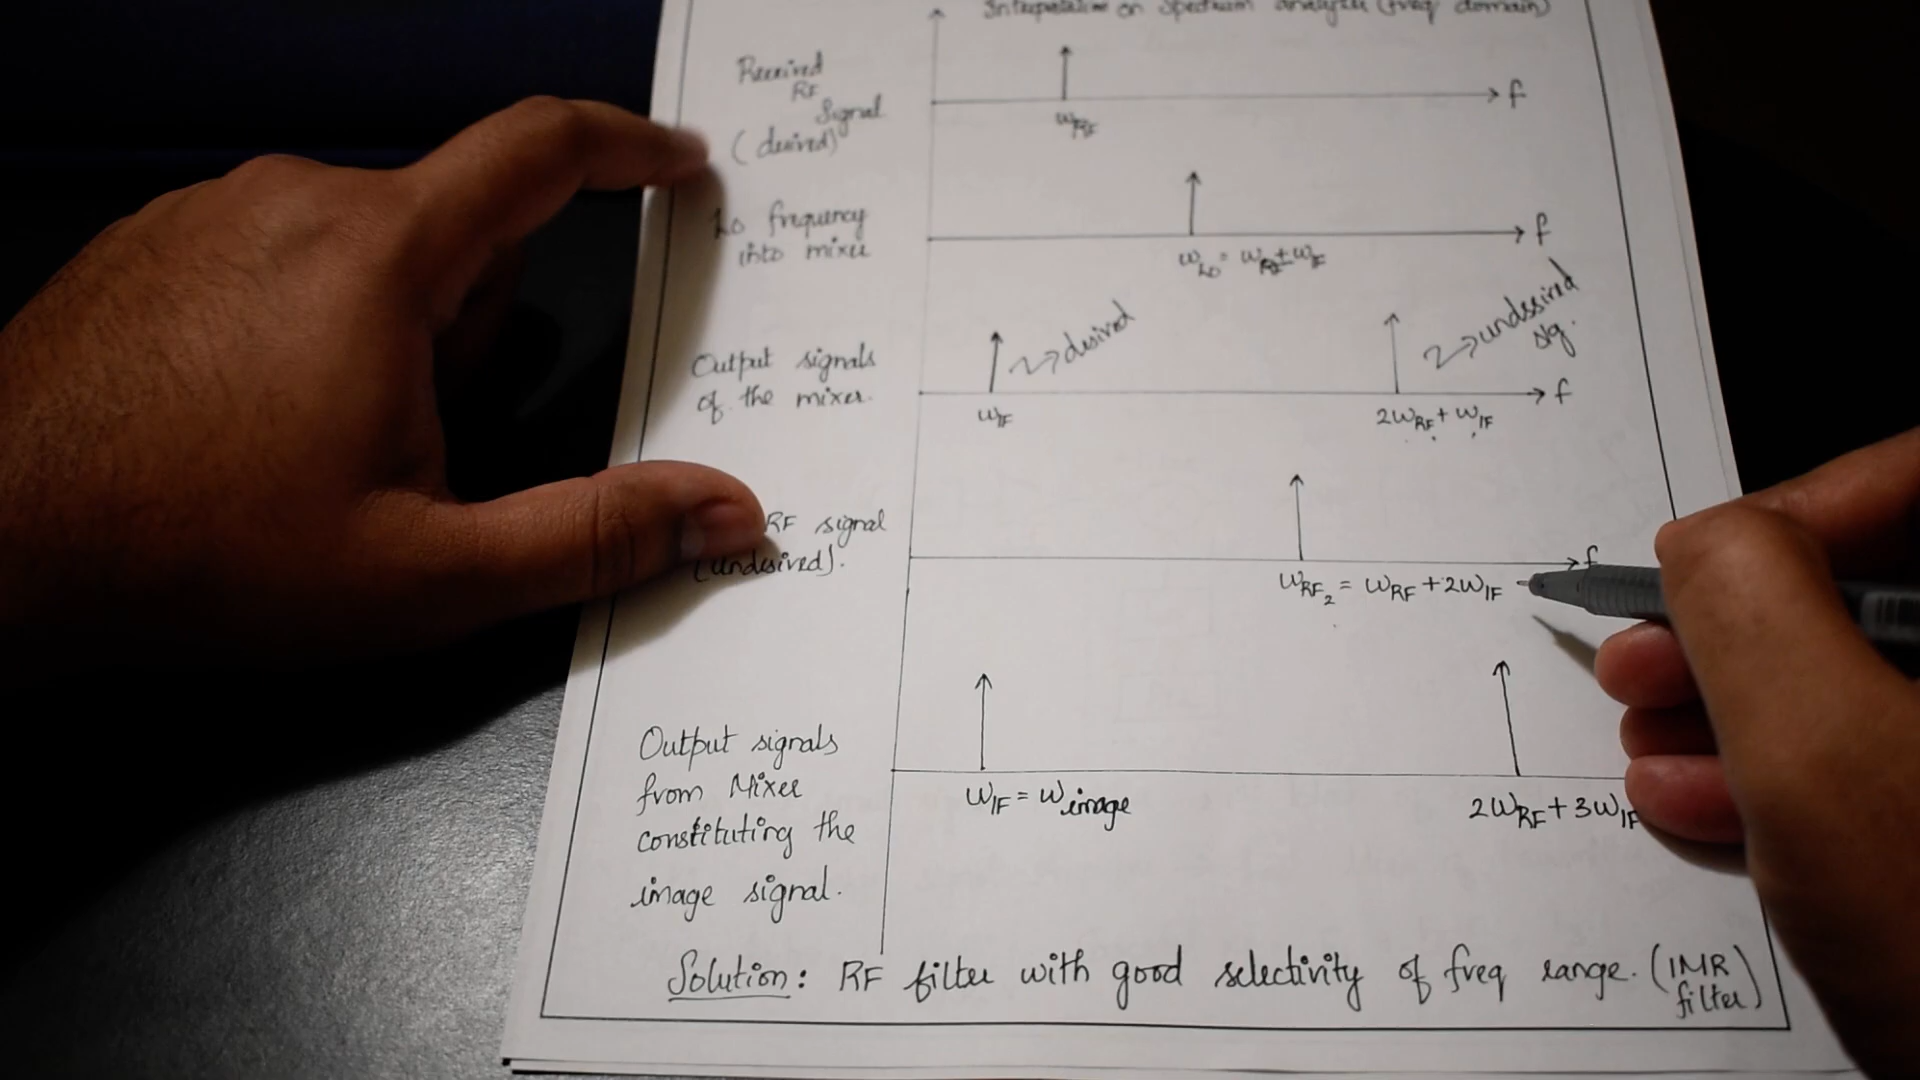 Interpretation on Spectrum analyzer (freq domain)
Received
RF
Signal
(desired)
f
ωRF
Lo frequency
into mixer
f
ωLO = ωRF+ωIF
Output signals
of the mixer.
desired
undesired
sig.
f
ωIF
2ωRF + ωIF
RF signal
(undesired).
f
ωRF2 = ωRF + 2ωIF
Output signals
from Mixer
constituting the
image signal.
ωIF = ωimage
2ωRF + 3ωIF
Solution: RF filter with good selectivity of freq range. (IMR
filter)